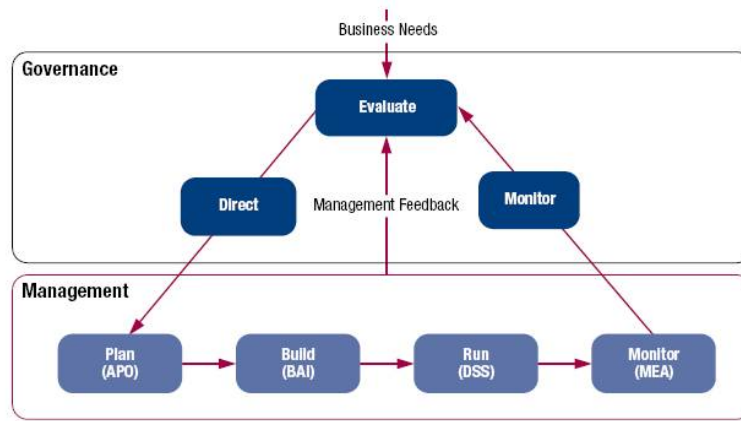 Business Needs
Governance
Evaluate
Direct
Management Feedback
Monitor
Management
Plan
(APO)
Build
(BAI)
Run
(DSS)
Monitor
(MEA)